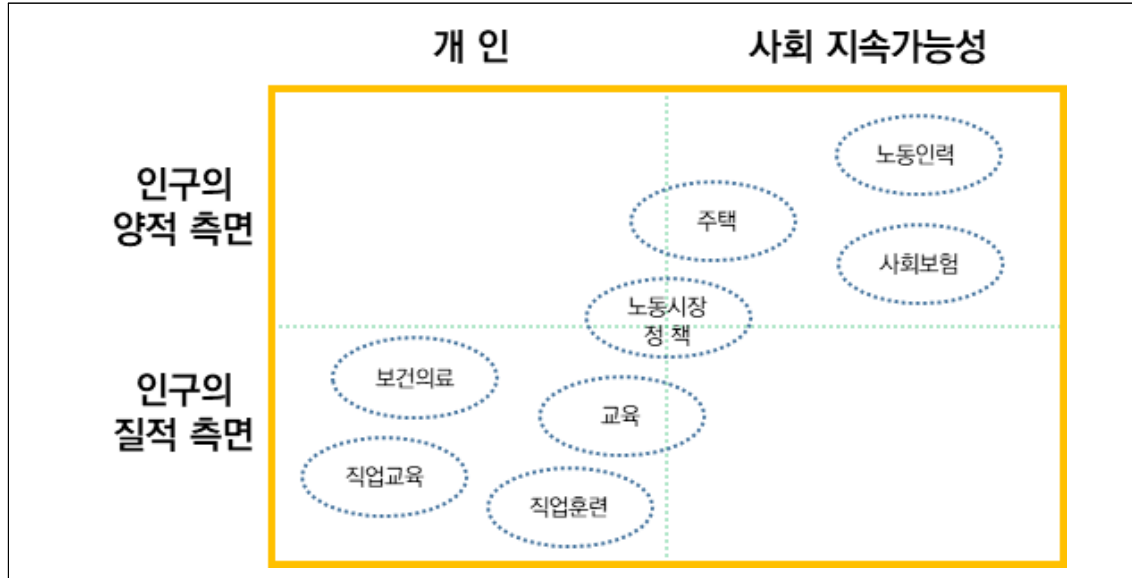 개 인
사회 지속가능성
인구의
양적 측면
노동인력
주택
사회보험
노동시장
정 책
인구의
질적 측면
보건의료
교육
직업교육
직업훈련